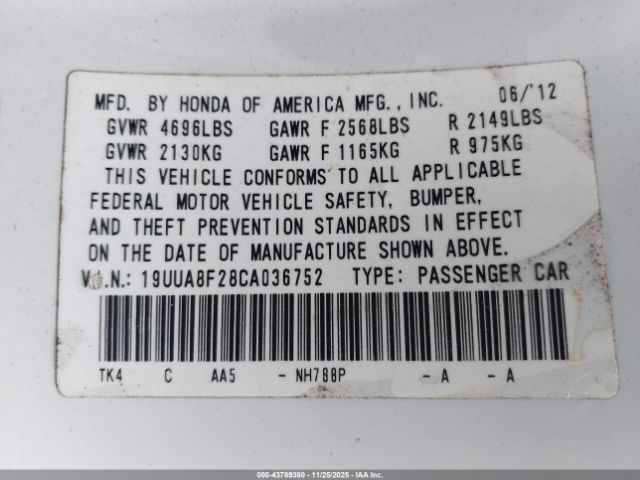 MFD. BY HONDA OF AMERICA MFG., INC. 06/'12
GVWR 4696LBS GAWR F 2568LBS R 2149LBS
GVWR 2130KG GAWR F 1165KG R 975KG
THIS VEHICLE CONFORMS TO ALL APPLICABLE
FEDERAL MOTOR VEHICLE SAFETY, BUMPER,
AND THEFT PREVENTION STANDARDS IN EFFECT
ON THE DATE OF MANUFACTURE SHOWN ABOVE.
V.I.N.: 19UUA8F28CA036752 TYPE: PASSENGER CAR
TK4 C AA5 - NH788P - A - A
000-43789380 - 11/25/2025 - IAA Inc.